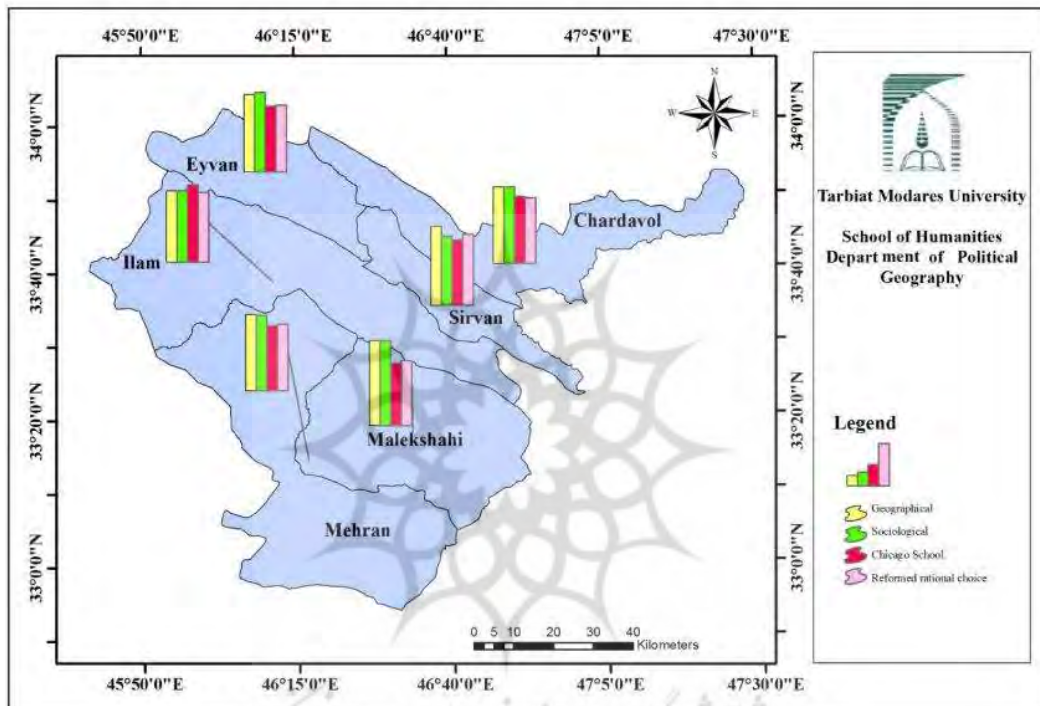 45°50'0"E 46°15'0"E 46°40'0"E 47°5'0"E 47°30'0"E
34°0'0"N
33°40'0"N
33°20'0"N
33°0'0"N
34°0'0"N
33°40'0"N
33°20'0"N
33°0'0"N
N
W E
S
Eyvan
Ilam
Chardavol
Sirvan
Malekshahi
Mehran
0 5 10 20 30 40
Kilometers
45°50'0"E 46°15'0"E 46°40'0"E 47°5'0"E 47°30'0"E
Tarbiat Modares University
School of Humanities
Department of Political
Geography
Legend
Geographical
Sociological
Chicago School
Reformed rational choice